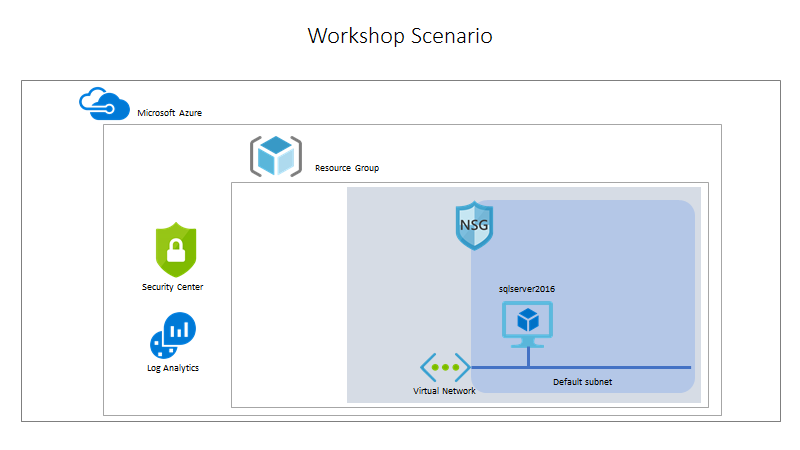 Workshop Scenario
Microsoft Azure
Resource Group
NSG
Security Center
sqlserver2016
Log Analytics
Default subnet
Virtual Network